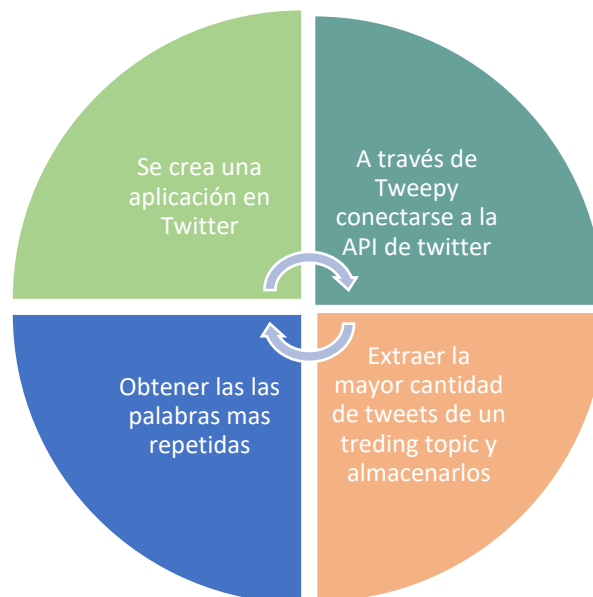 Se crea una
aplicación en
Twitter
A través de
Tweepy
conectarse a la
API de twitter
Extraer la
mayor cantidad
de tweets de un
treding topic y
almacenarlos
Obtener las las
palabras mas
repetidas